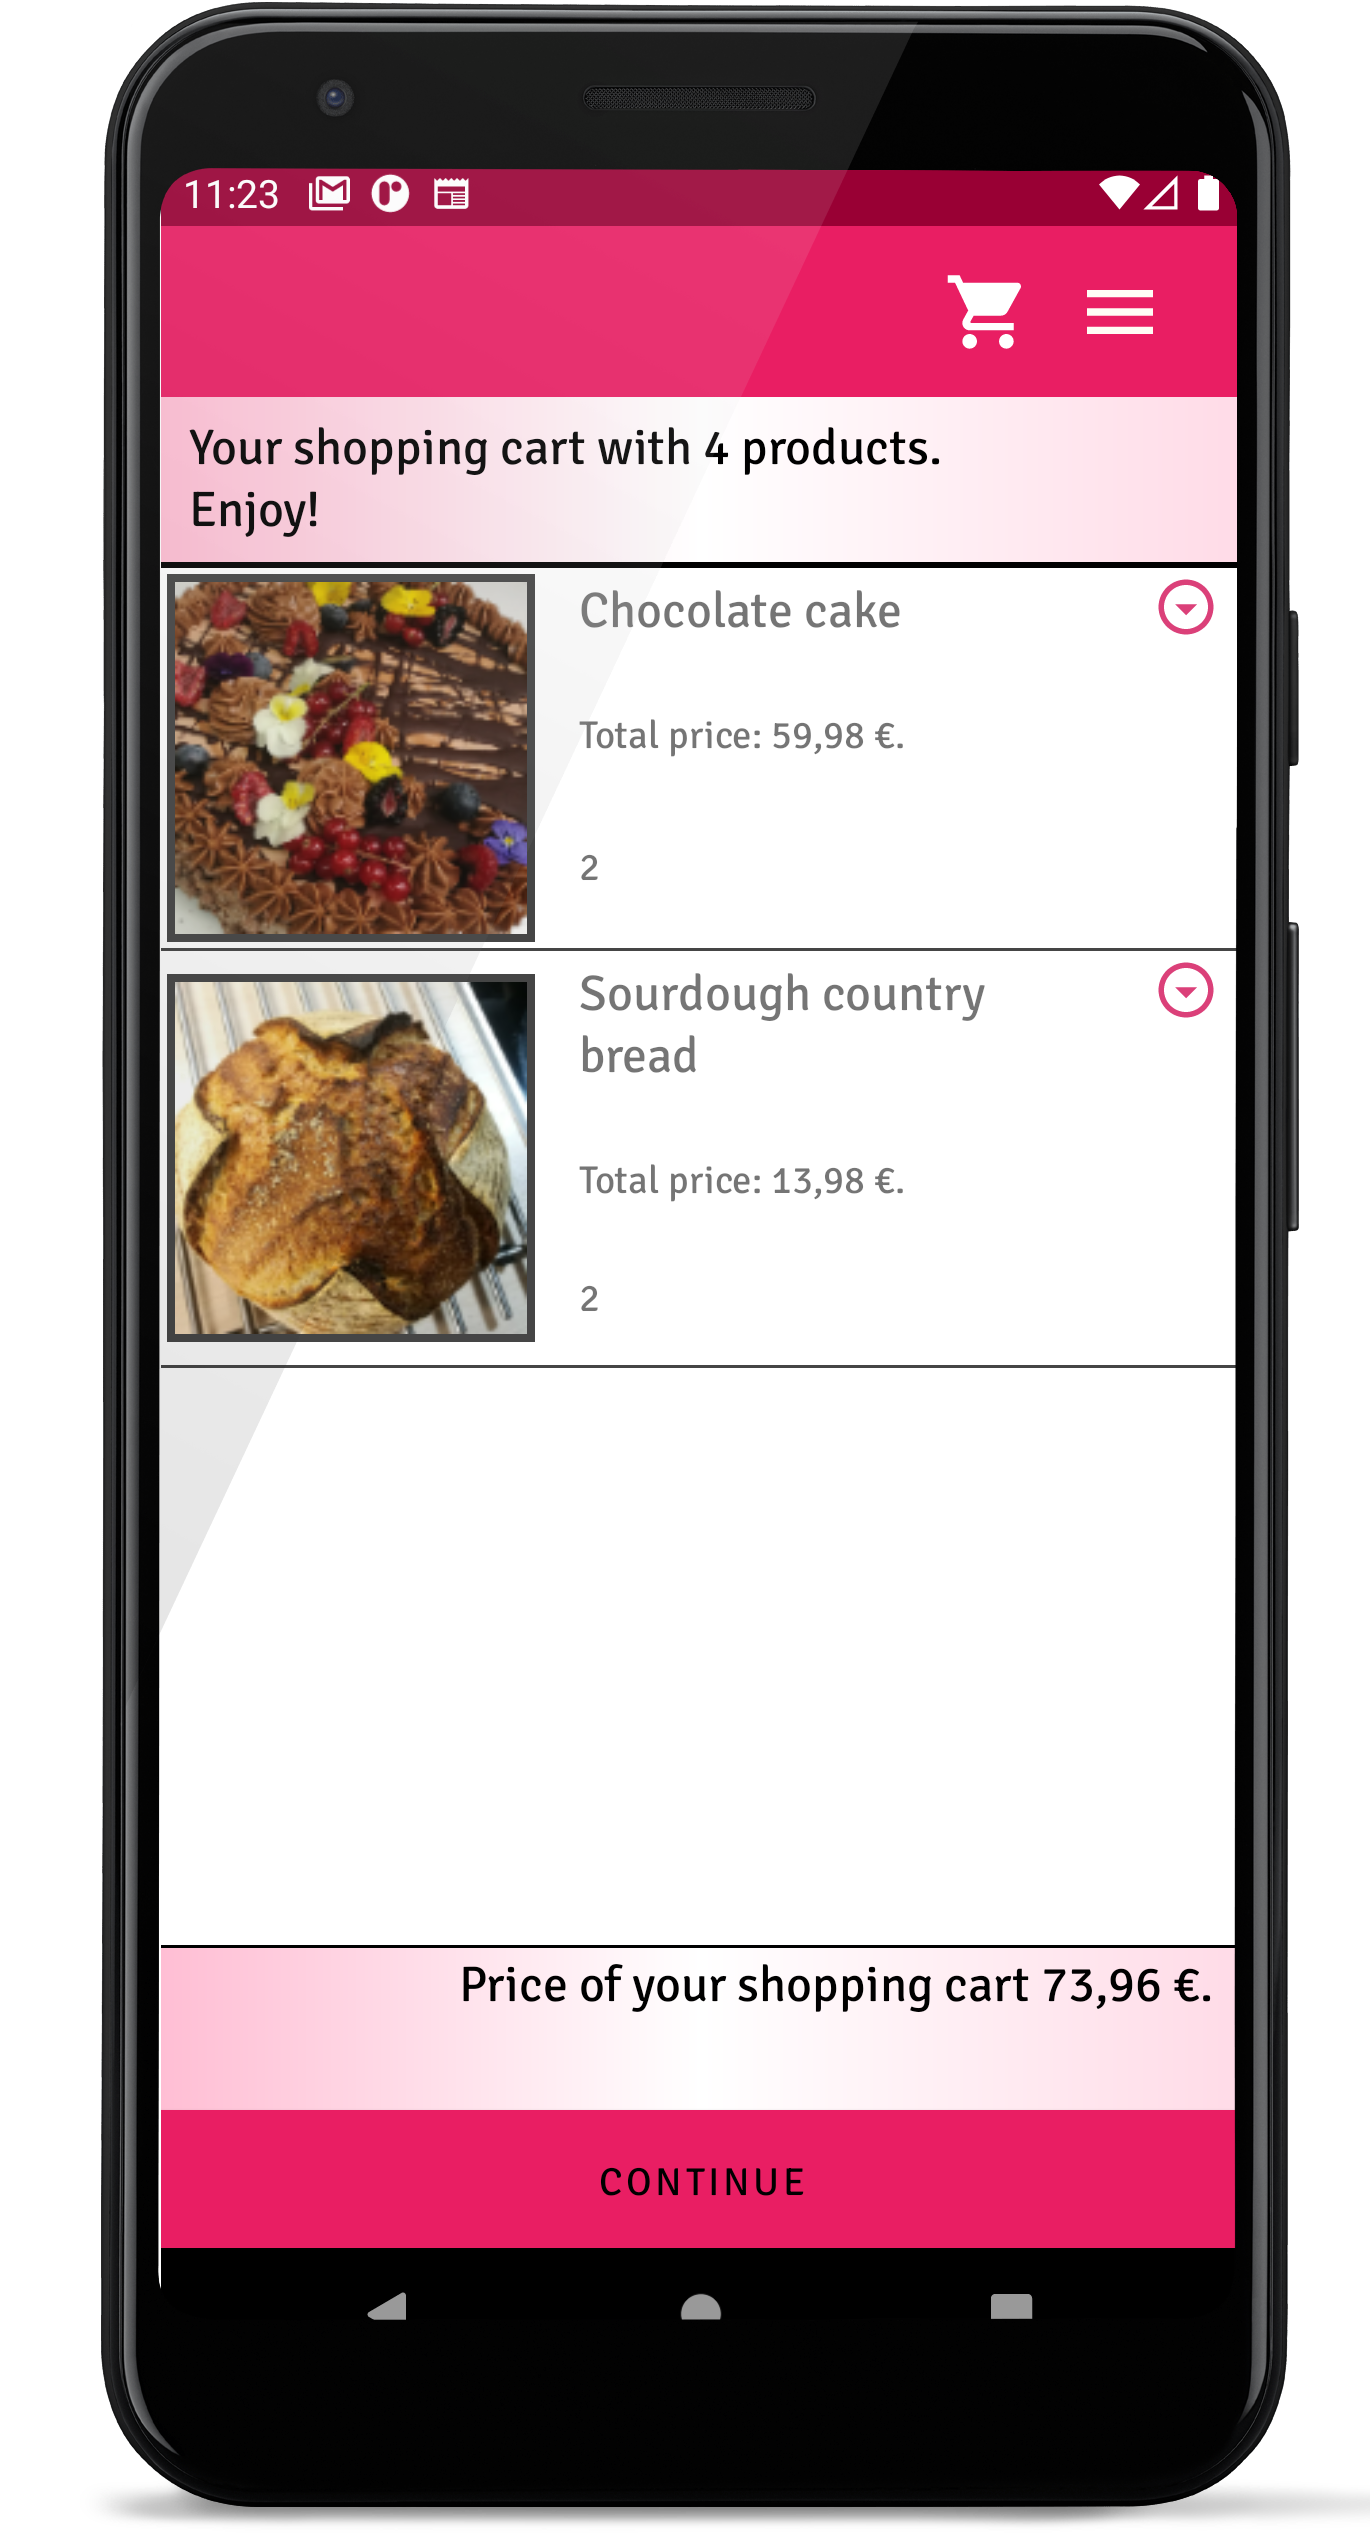 11:23
Your shopping cart with 4 products.
Enjoy!
Chocolate cake
Total price: 59,98 €.
2
Sourdough country
bread
Total price: 13,98 €.
2
Price of your shopping cart 73,96 €.
CONTINUE